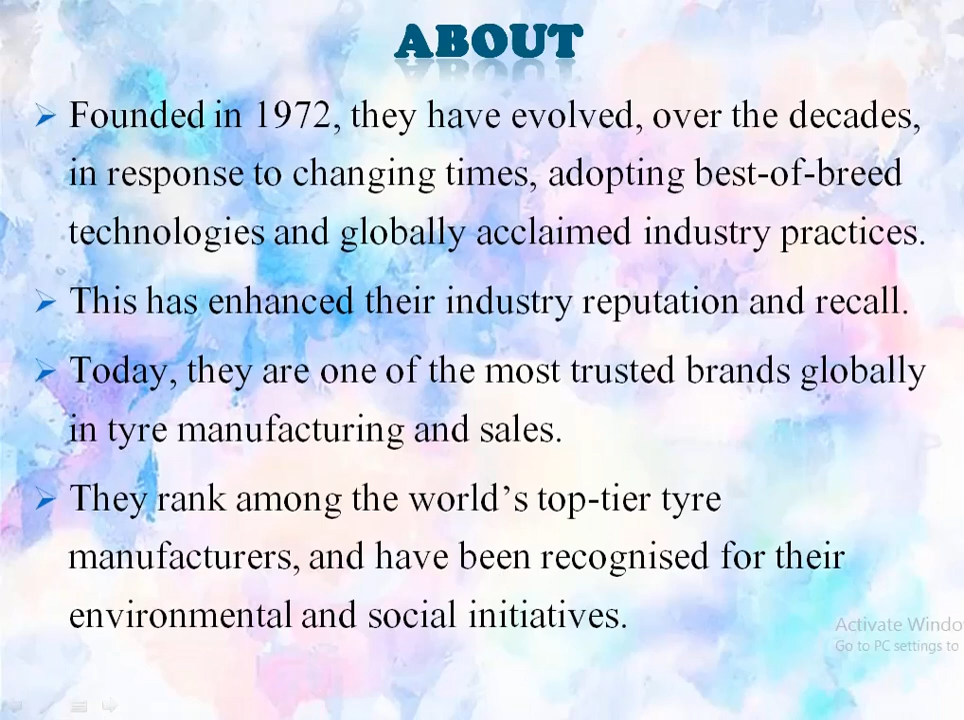 ABOUT
Founded in 1972, they have evolved, over the decades,
in response to changing times, adopting best-of-breed
technologies and globally acclaimed industry practices.
This has enhanced their industry reputation and recall.
Today, they are one of the most trusted brands globally
in tyre manufacturing and sales.
They rank among the world’s top-tier tyre
manufacturers, and have been recognised for their
environmental and social initiatives.
Activate Windo
Go to PC settings to